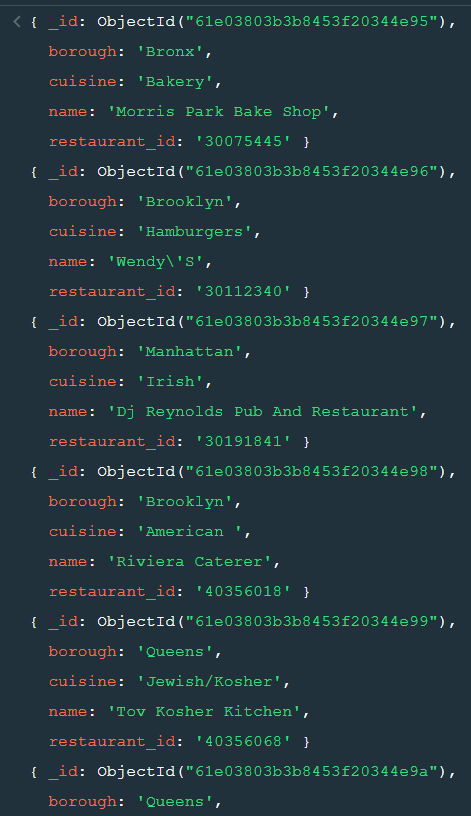 { _id: ObjectId("61e03803b3b8453f20344e95"),
borough: 'Bronx',
cuisine: 'Bakery',
name: 'Morris Park Bake Shop',
restaurant_id: '30075445' }
{ _id: ObjectId("61e03803b3b8453f20344e96"),
borough: 'Brooklyn',
cuisine: 'Hamburgers',
name: 'Wendy\'S',
restaurant_id: '30112340' }
{ _id: ObjectId("61e03803b3b8453f20344e97"),
borough: 'Manhattan',
cuisine: 'Irish',
name: 'Dj Reynolds Pub And Restaurant',
restaurant_id: '30191841' }
{ _id: ObjectId("61e03803b3b8453f20344e98"),
borough: 'Brooklyn',
cuisine: 'American ',
name: 'Riviera Caterer',
restaurant_id: '40356018' }
{ _id: ObjectId("61e03803b3b8453f20344e99"),
borough: 'Queens',
cuisine: 'Jewish/Kosher',
name: 'Tov Kosher Kitchen',
restaurant_id: '40356068' }
{ _id: ObjectId("61e03803b3b8453f20344e9a"),
borough: 'Queens',